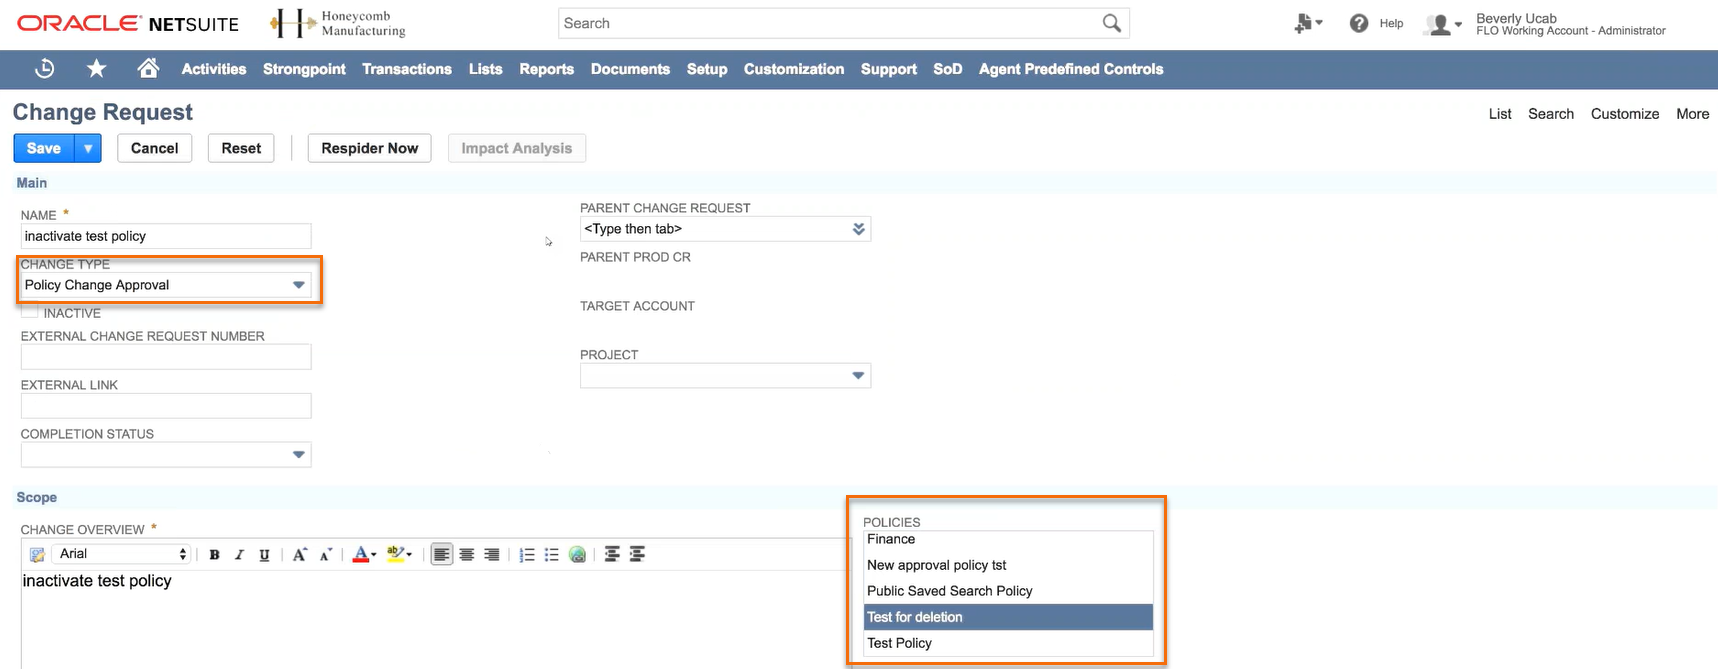 ORACLE NETSUITE
Honeycomb
Manufacturing
Search
Help
Beverly Ucab
FLO Working Account - Administrator
Activities Strongpoint Transactions Lists Reports Documents Setup Customization Support SoD Agent Predefined Controls
Change Request
List Search Customize More
Save Cancel Reset Respider Now Impact Analysis
Main
NAME *
inactivate test policy
CHANGE TYPE
Policy Change Approval
INACTIVE
EXTERNAL CHANGE REQUEST NUMBER
EXTERNAL LINK
COMPLETION STATUS
PARENT CHANGE REQUEST
<Type then tab>
PARENT PROD CR
TARGET ACCOUNT
PROJECT
Scope
CHANGE OVERVIEW *
Arial B I U A A A ab
inactivate test policy
POLICIES
Finance
New approval policy tst
Public Saved Search Policy
Test for deletion
Test Policy